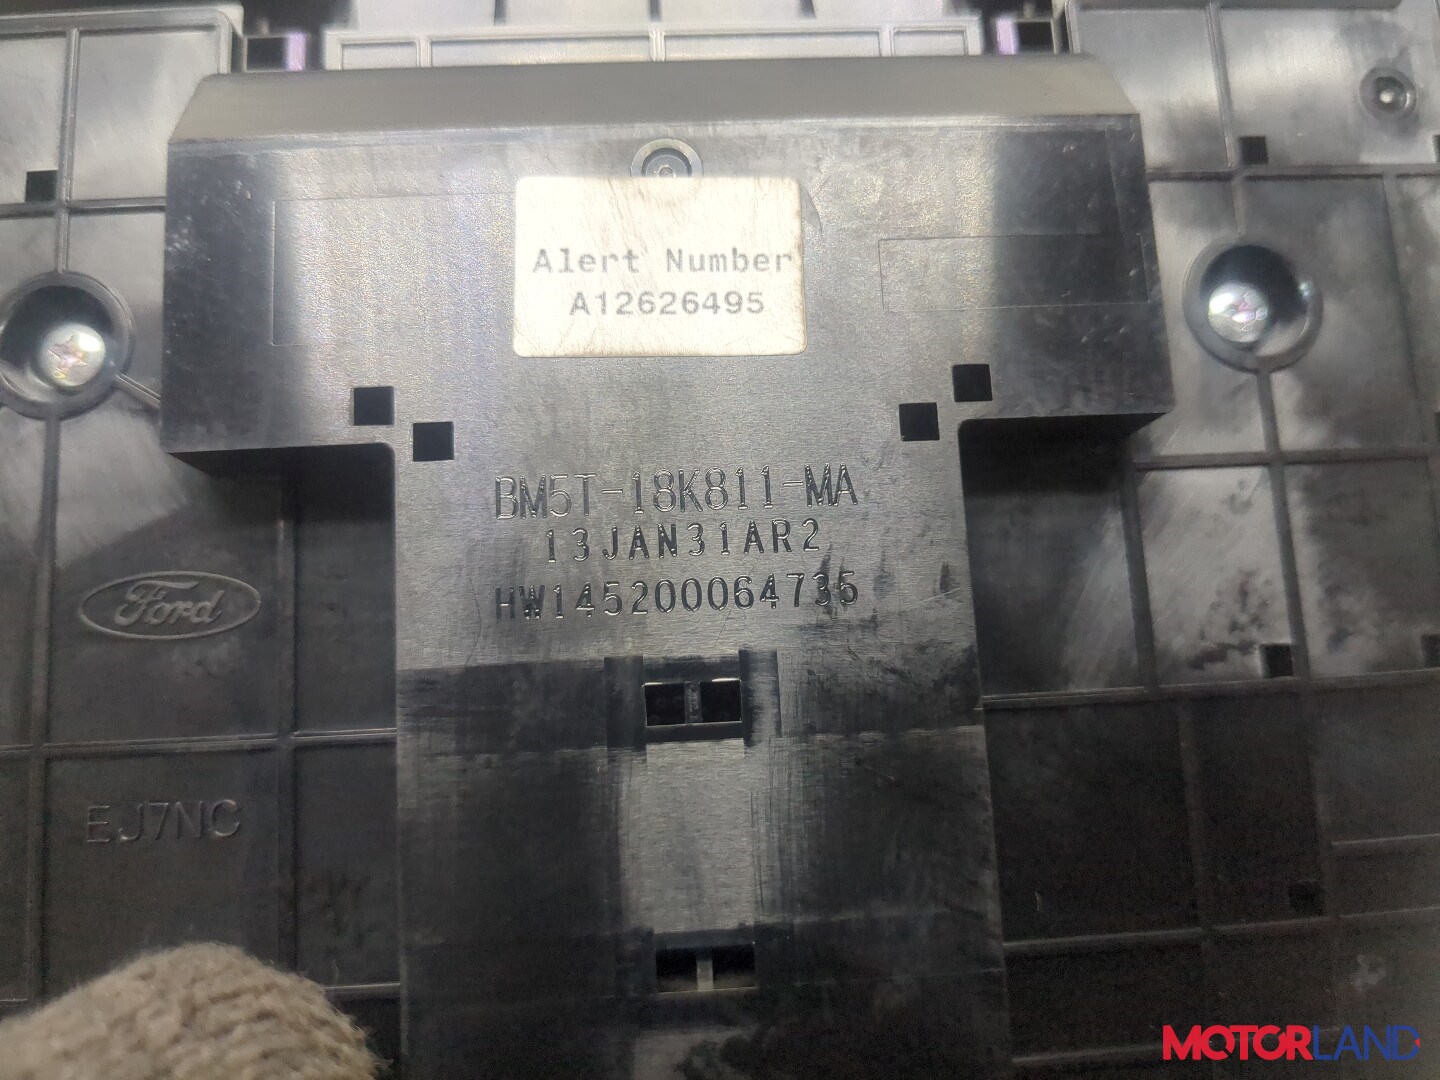 Alert Number
A12626495
BM5T-18K811-MA
13JAN31AR2
HW145200064735
Ford
EJ7NC
MOTORLAND